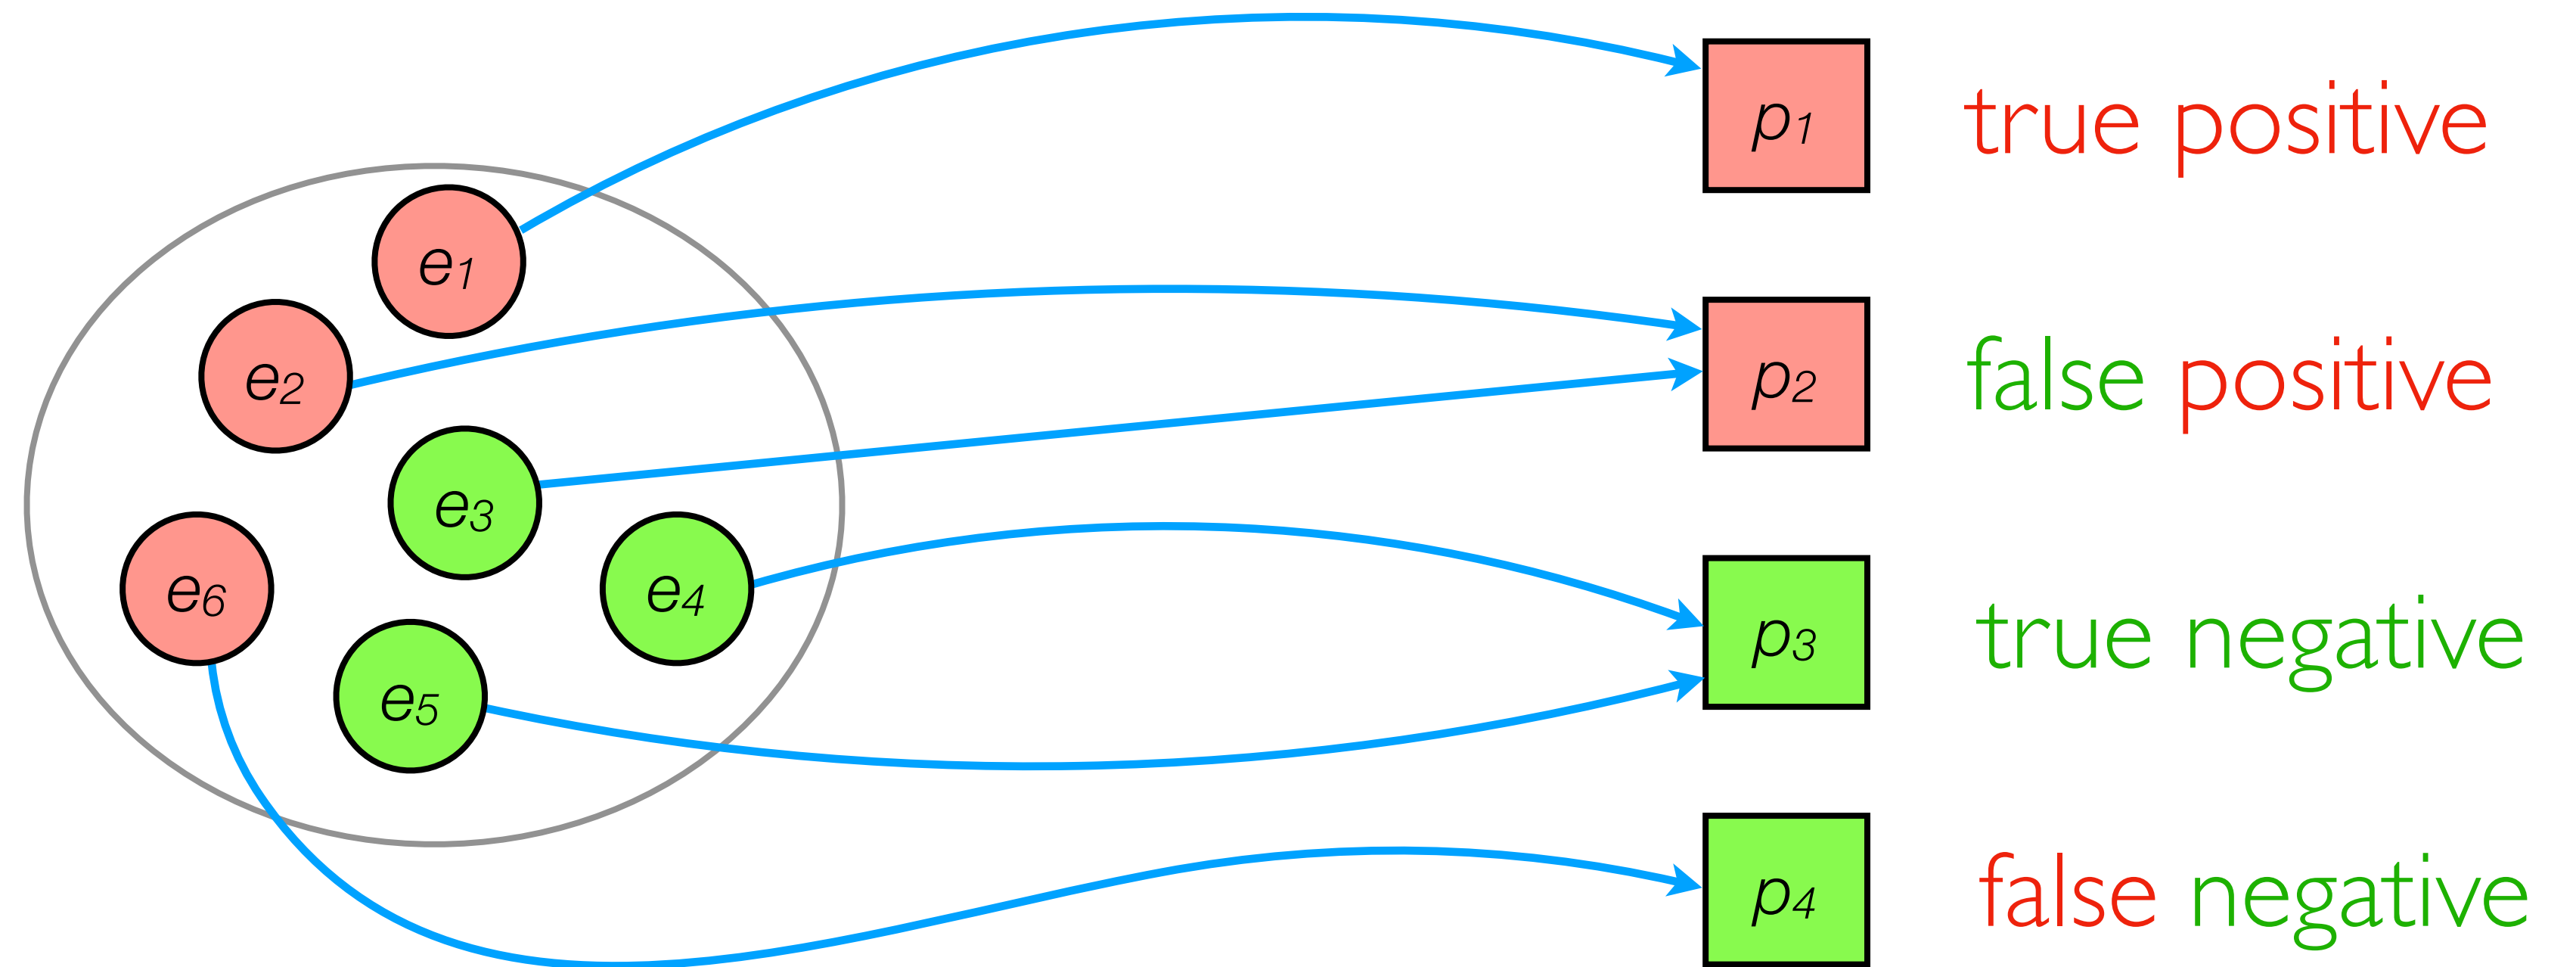 p1 true positive
e1
e2
p2 false positive
e3
e6
e4
p3 true negative
e5
p4 false negative